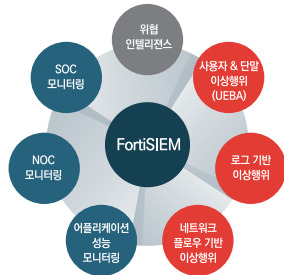 위협
인텔리젼스
사용자 & 단말
이상행위
(UEBA)
로그 기반
이상행위
네트워크
플로우 기반
이상행위
어플리케이션
성능
모니터링
NOC
모니터링
SOC
모니터링
FortiSIEM